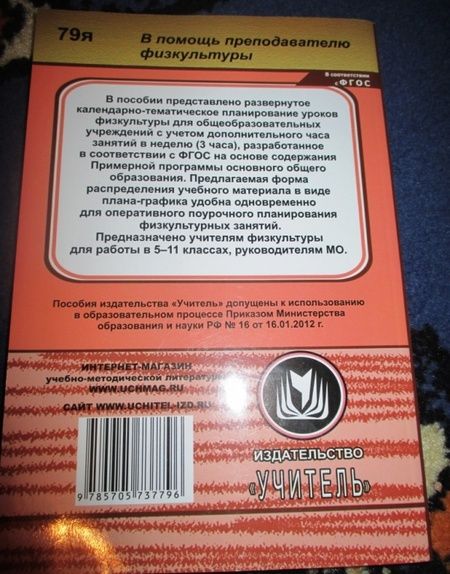 79я
В помощь преподавателю
физкультуры
В соответствии
с ФГОС
В пособии представлено развернутое
календарно-тематическое планирование уроков
физкультуры для общеобразовательных
учреждений с учетом дополнительного часа
занятий в неделю (3 часа), разработанное
в соответствии с ФГОС на основе содержания
Примерной программы основного общего
образования. Предлагаемая форма
распределения учебного материала в виде
плана-графика удобна одновременно
для оперативного поурочного планирования
физкультурных занятий.
Предназначено учителям физкультуры
для работы в 5–11 классах, руководителям МО.
Пособия издательства «Учитель» допущены к использованию
в образовательном процессе Приказом Министерства
образования и науки РФ № 16 от 16.01.2012 г.
ИНТЕРНЕТ-МАГАЗИН
учебно-методической литературы
WWW.UCHMAG.RU
САЙТ WWW.UCHITEL-IZD.RU
9 785705 737796
ИЗДАТЕЛЬСТВО
«УЧИТЕЛЬ»